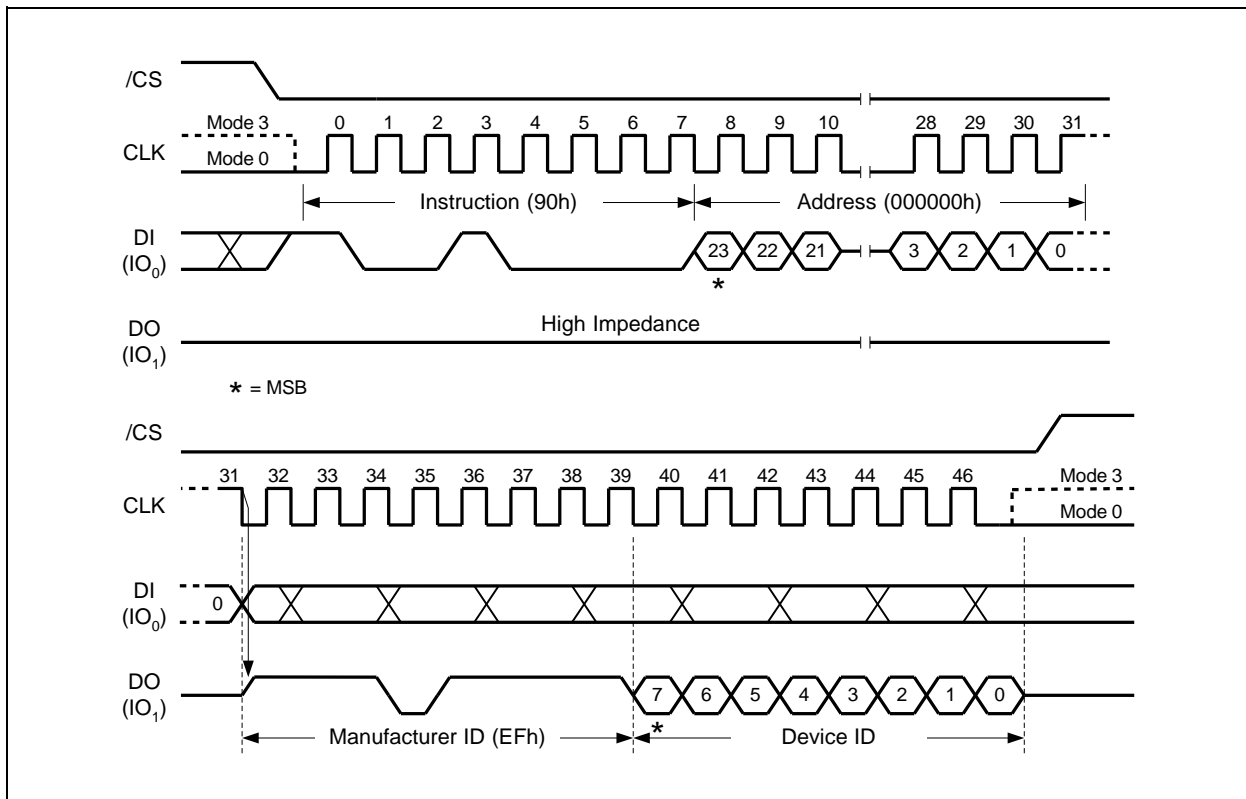 /CS
Mode 3 0 1 2 3 4 5 6 7 8 9 10 28 29 30 31
CLK
Mode 0
Instruction (90h) Address (000000h)
DI
(IO0) 23 22 21 3 2 1 0
*
High Impedance
DO
(IO1)
* = MSB
/CS
31 32 33 34 35 36 37 38 39 40 41 42 43 44 45 46 Mode 3
CLK
Mode 0
DI
(IO0) 0
DO
(IO1) 7 6 5 4 3 2 1 0
*
Manufacturer ID (EFh) Device ID